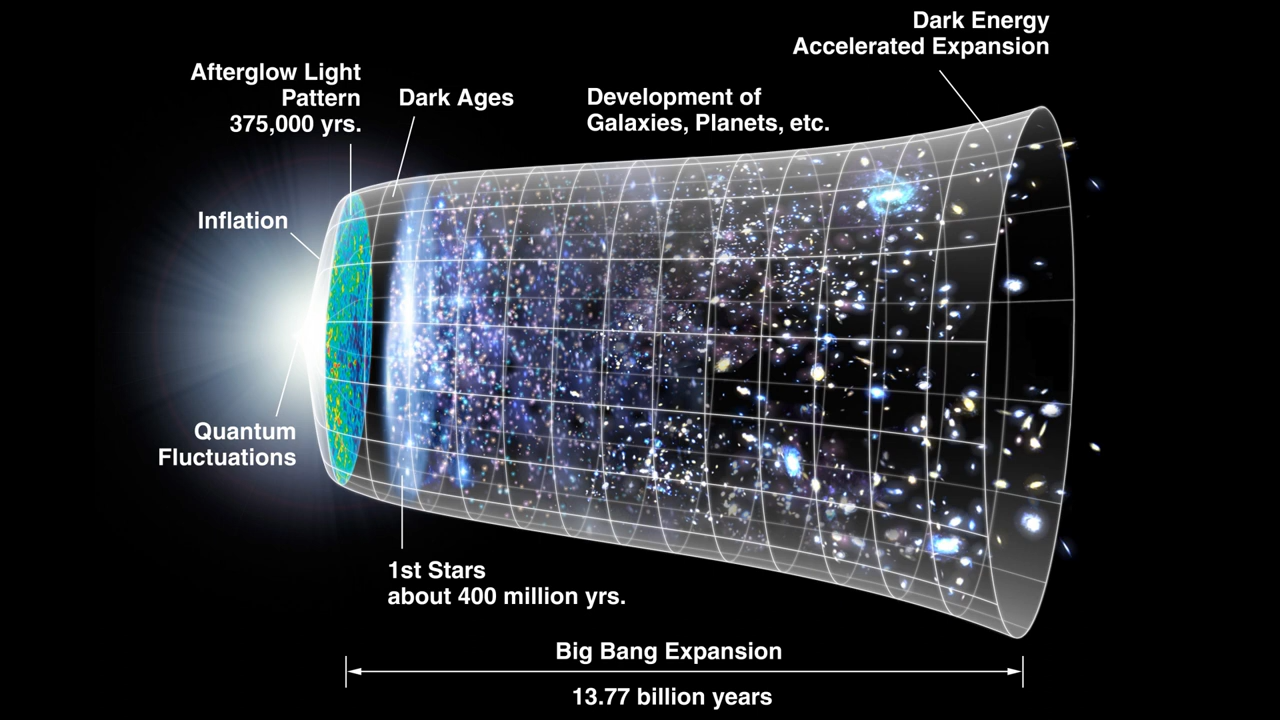 Dark Energy
Accelerated Expansion
Afterglow Light
Pattern
375,000 yrs.
Dark Ages
Development of
Galaxies, Planets, etc.
Inflation
Quantum
Fluctuations
1st Stars
about 400 million yrs.
Big Bang Expansion
13.77 billion years